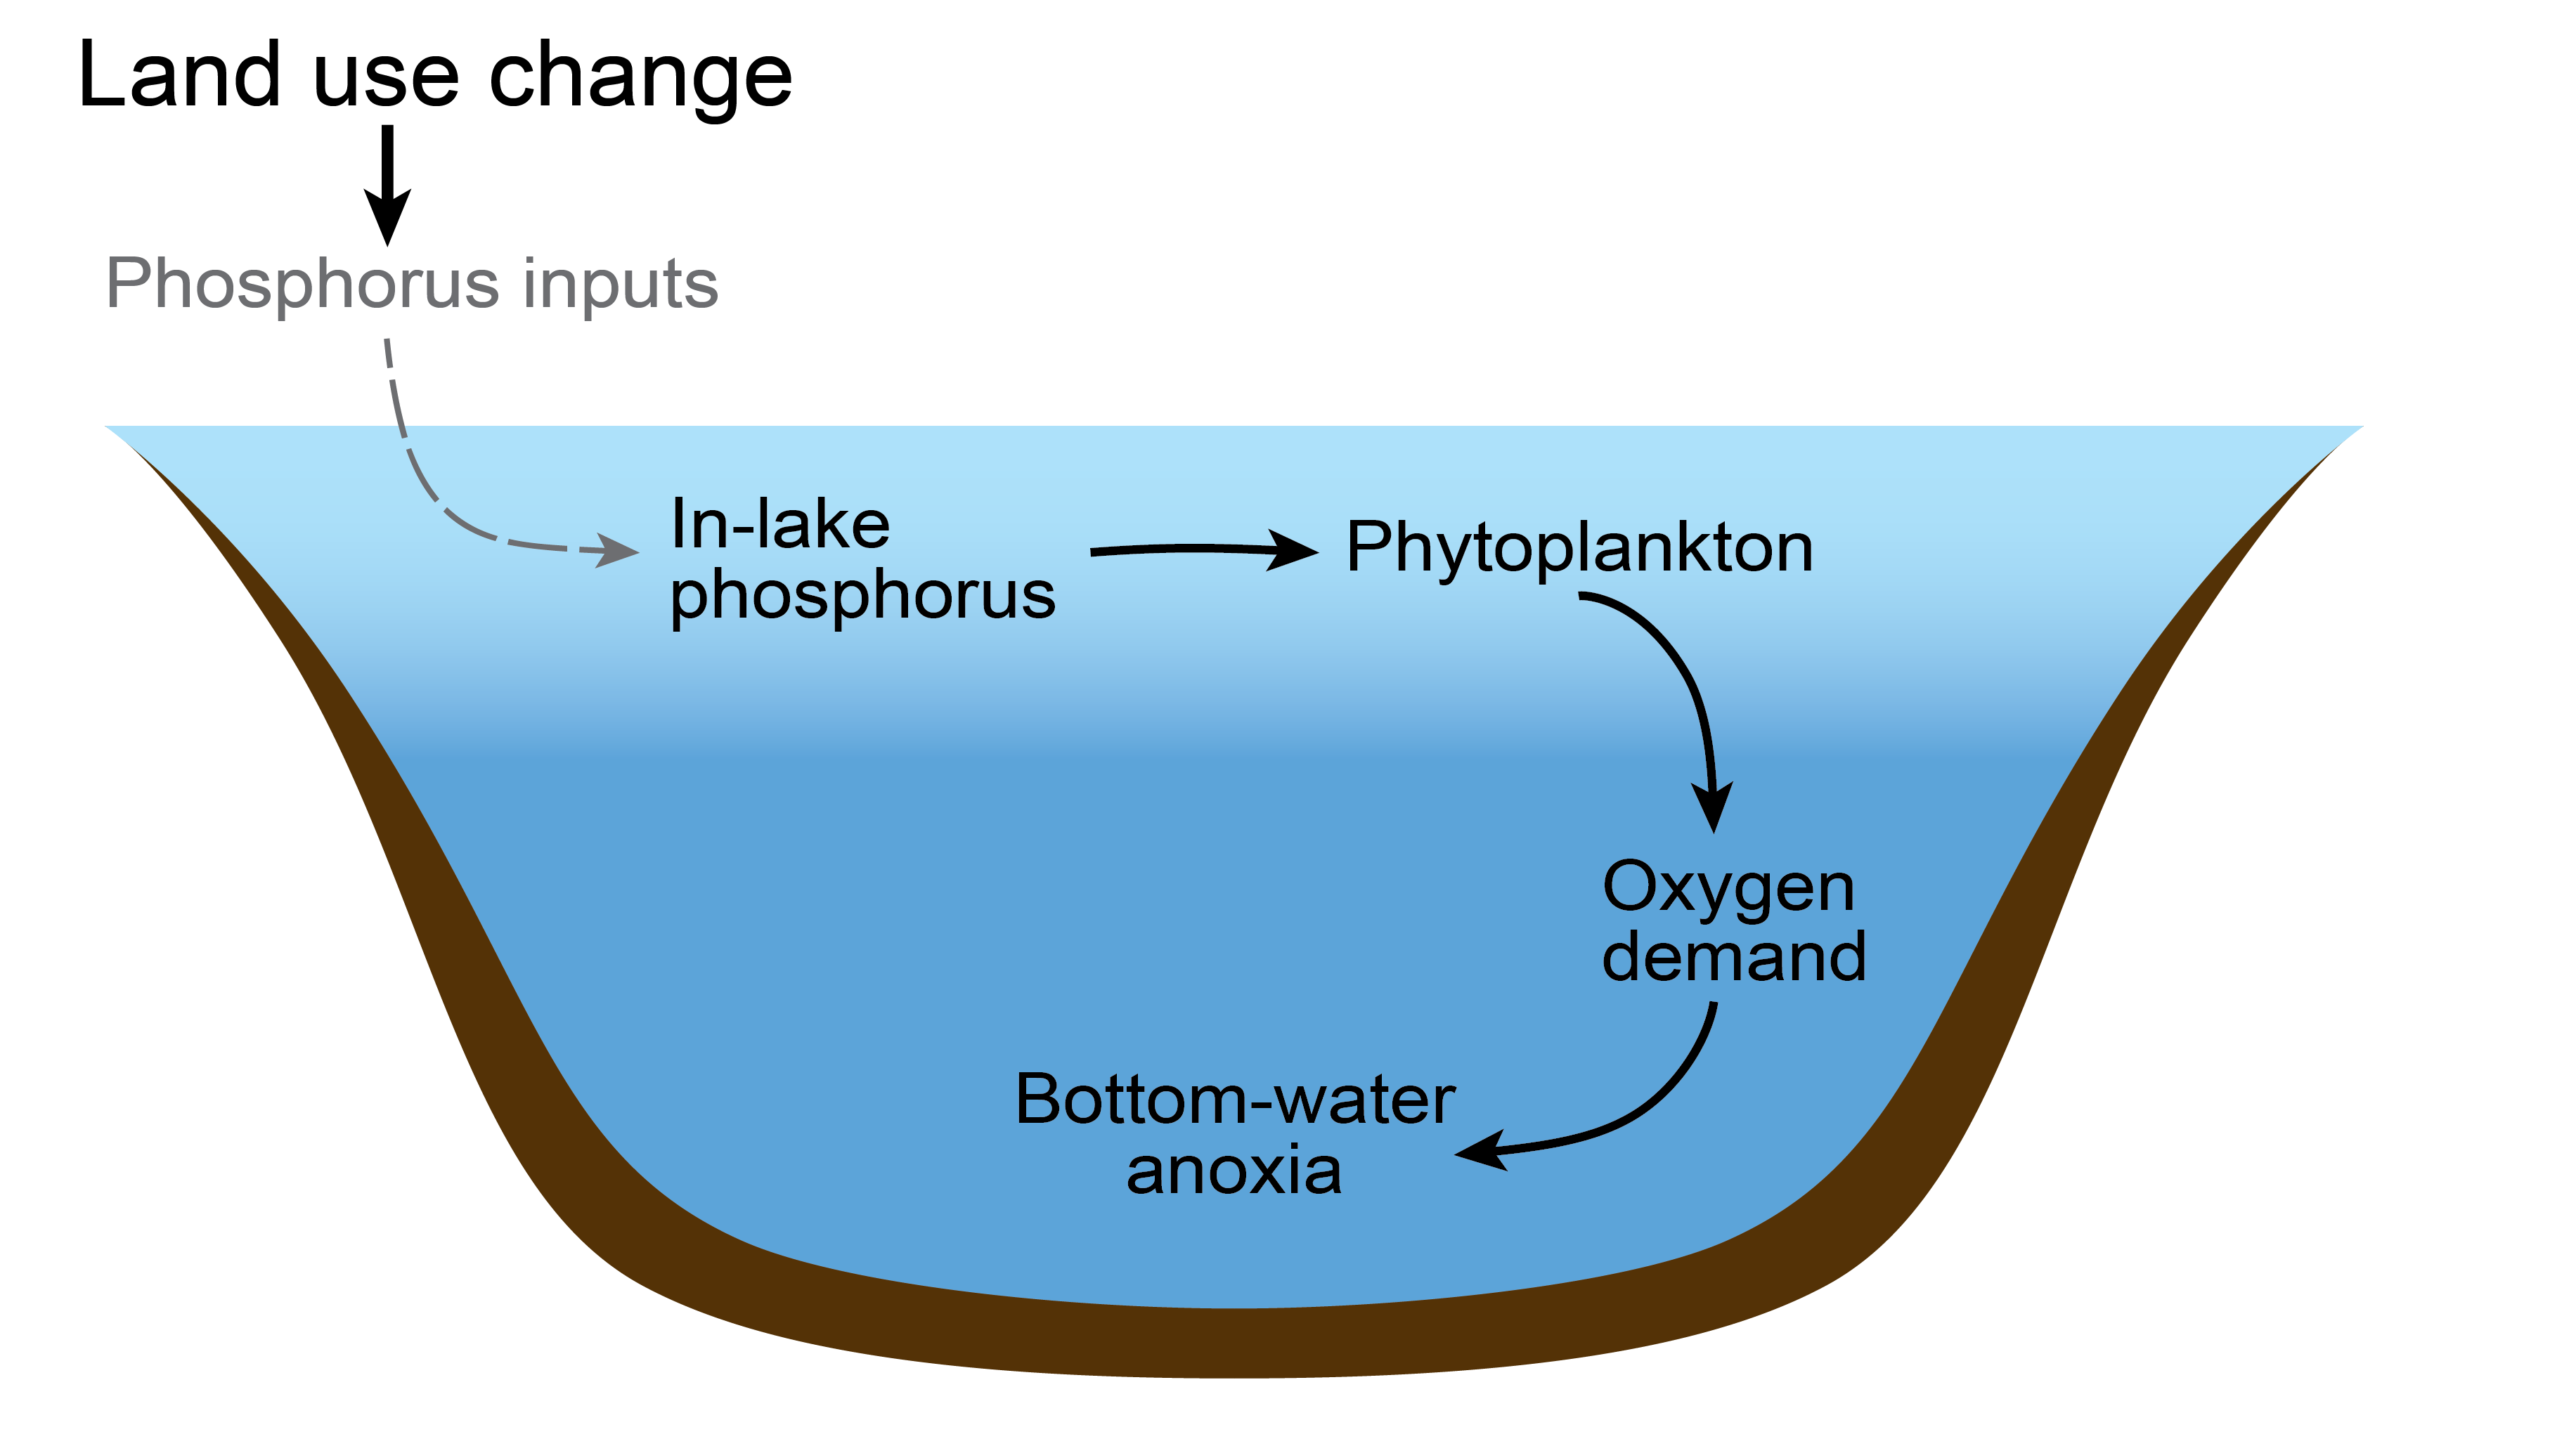 Land use change
Phosphorus inputs
In-lake
phosphorus
Phytoplankton
Oxygen
demand
Bottom-water
anoxia